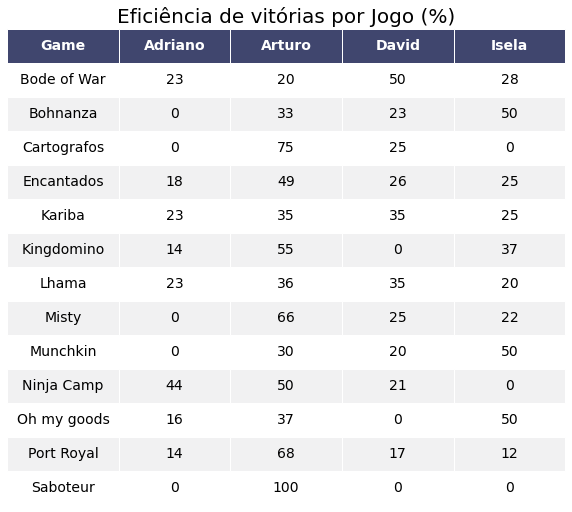 Eficiência de vitórias por Jogo (%)
Game Adriano Arturo David Isela
Bode of War 23 20 50 28
Bohnanza 0 33 23 50
Cartografos 0 75 25 0
Encantados 18 49 26 25
Kariba 23 35 35 25
Kingdomino 14 55 0 37
Lhama 23 36 35 20
Misty 0 66 25 22
Munchkin 0 30 20 50
Ninja Camp 44 50 21 0
Oh my goods 16 37 0 50
Port Royal 14 68 17 12
Saboteur 0 100 0 0